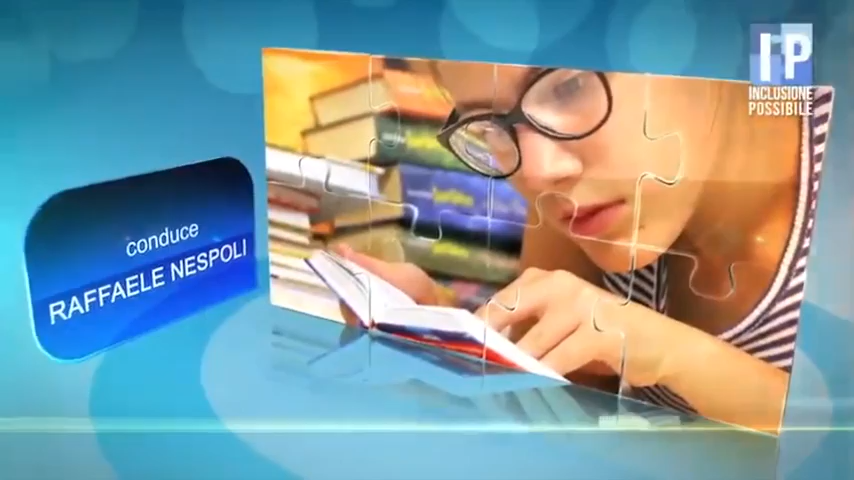 IP
INCLUSIONE
POSSIBILE
conduce
RAFFAELE NESPOLI